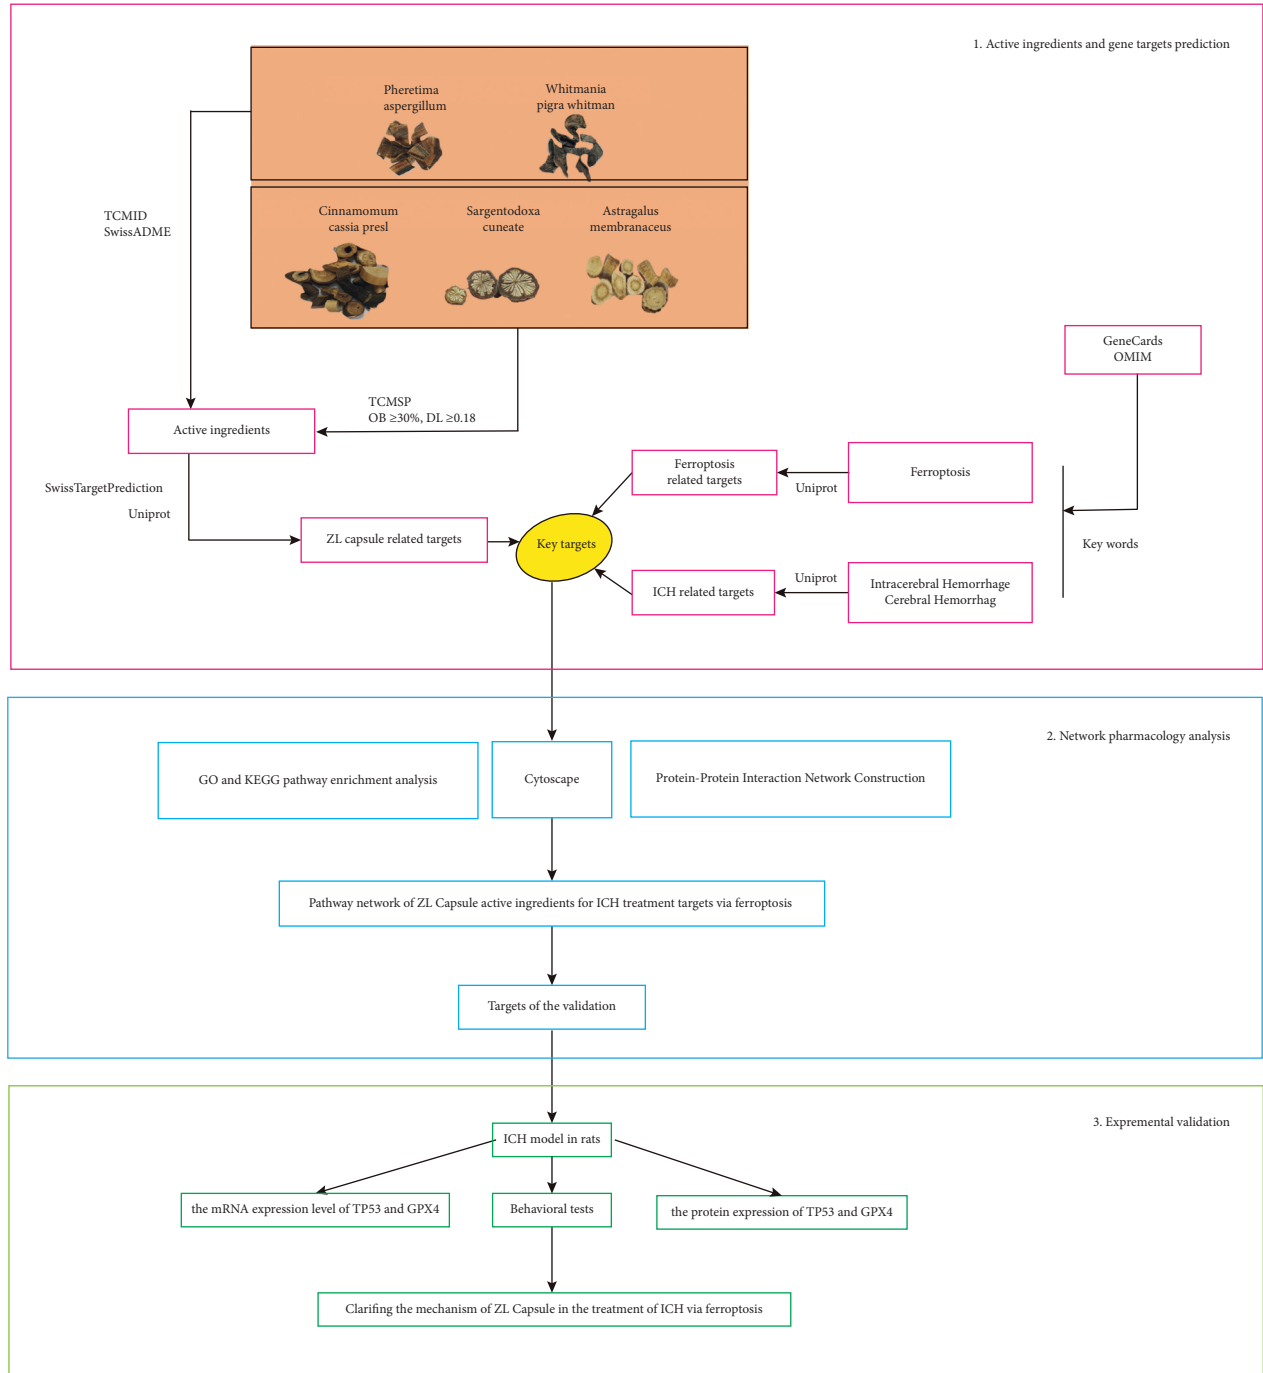 1. Active ingredients and gene targets prediction
Pheretima
aspergillum
Whitmania
pigra whitman
TCMID
SwissADME
Cinnamomum
cassia presl
Sargentodoxa
cuneate
Astragalus
membranaceus
GeneCards
OMIM
TCMSP
OB ≥30%, DL ≥0.18
Active ingredients
Ferroptosis
related targets
Uniprot
Ferroptosis
SwissTargetPrediction
Uniprot
ZL capsule related targets
Key targets
Key words
ICH related targets
Uniprot
Intracerebral Hemorrhage
Cerebral Hemorrhag
2. Network pharmacology analysis
GO and KEGG pathway enrichment analysis
Cytoscape
Protein-Protein Interaction Network Construction
Pathway network of ZL Capsule active ingredients for ICH treatment targets via ferroptosis
Targets of the validation
3. Expremental validation
ICH model in rats
the mRNA expression level of TP53 and GPX4
Behavioral tests
the protein expression of TP53 and GPX4
Clarifing the mechanism of ZL Capsule in the treatment of ICH via ferroptosis